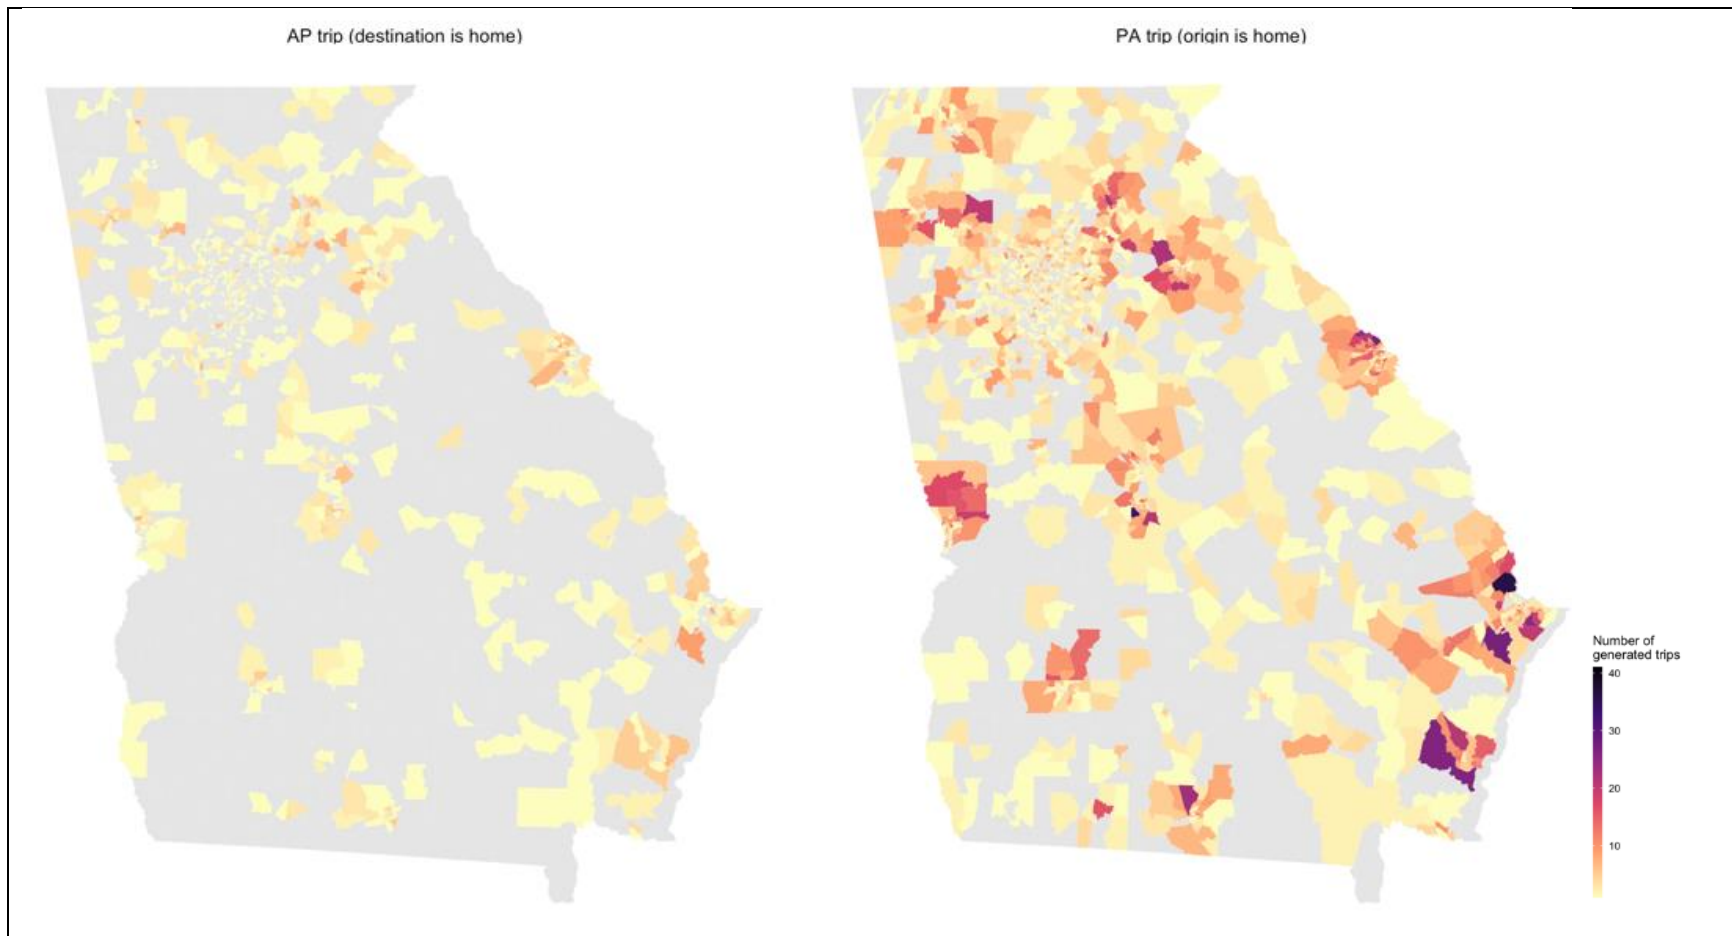 AP trip (destination is home)
PA trip (origin is home)
Number of
generated trips
40
30
20
10